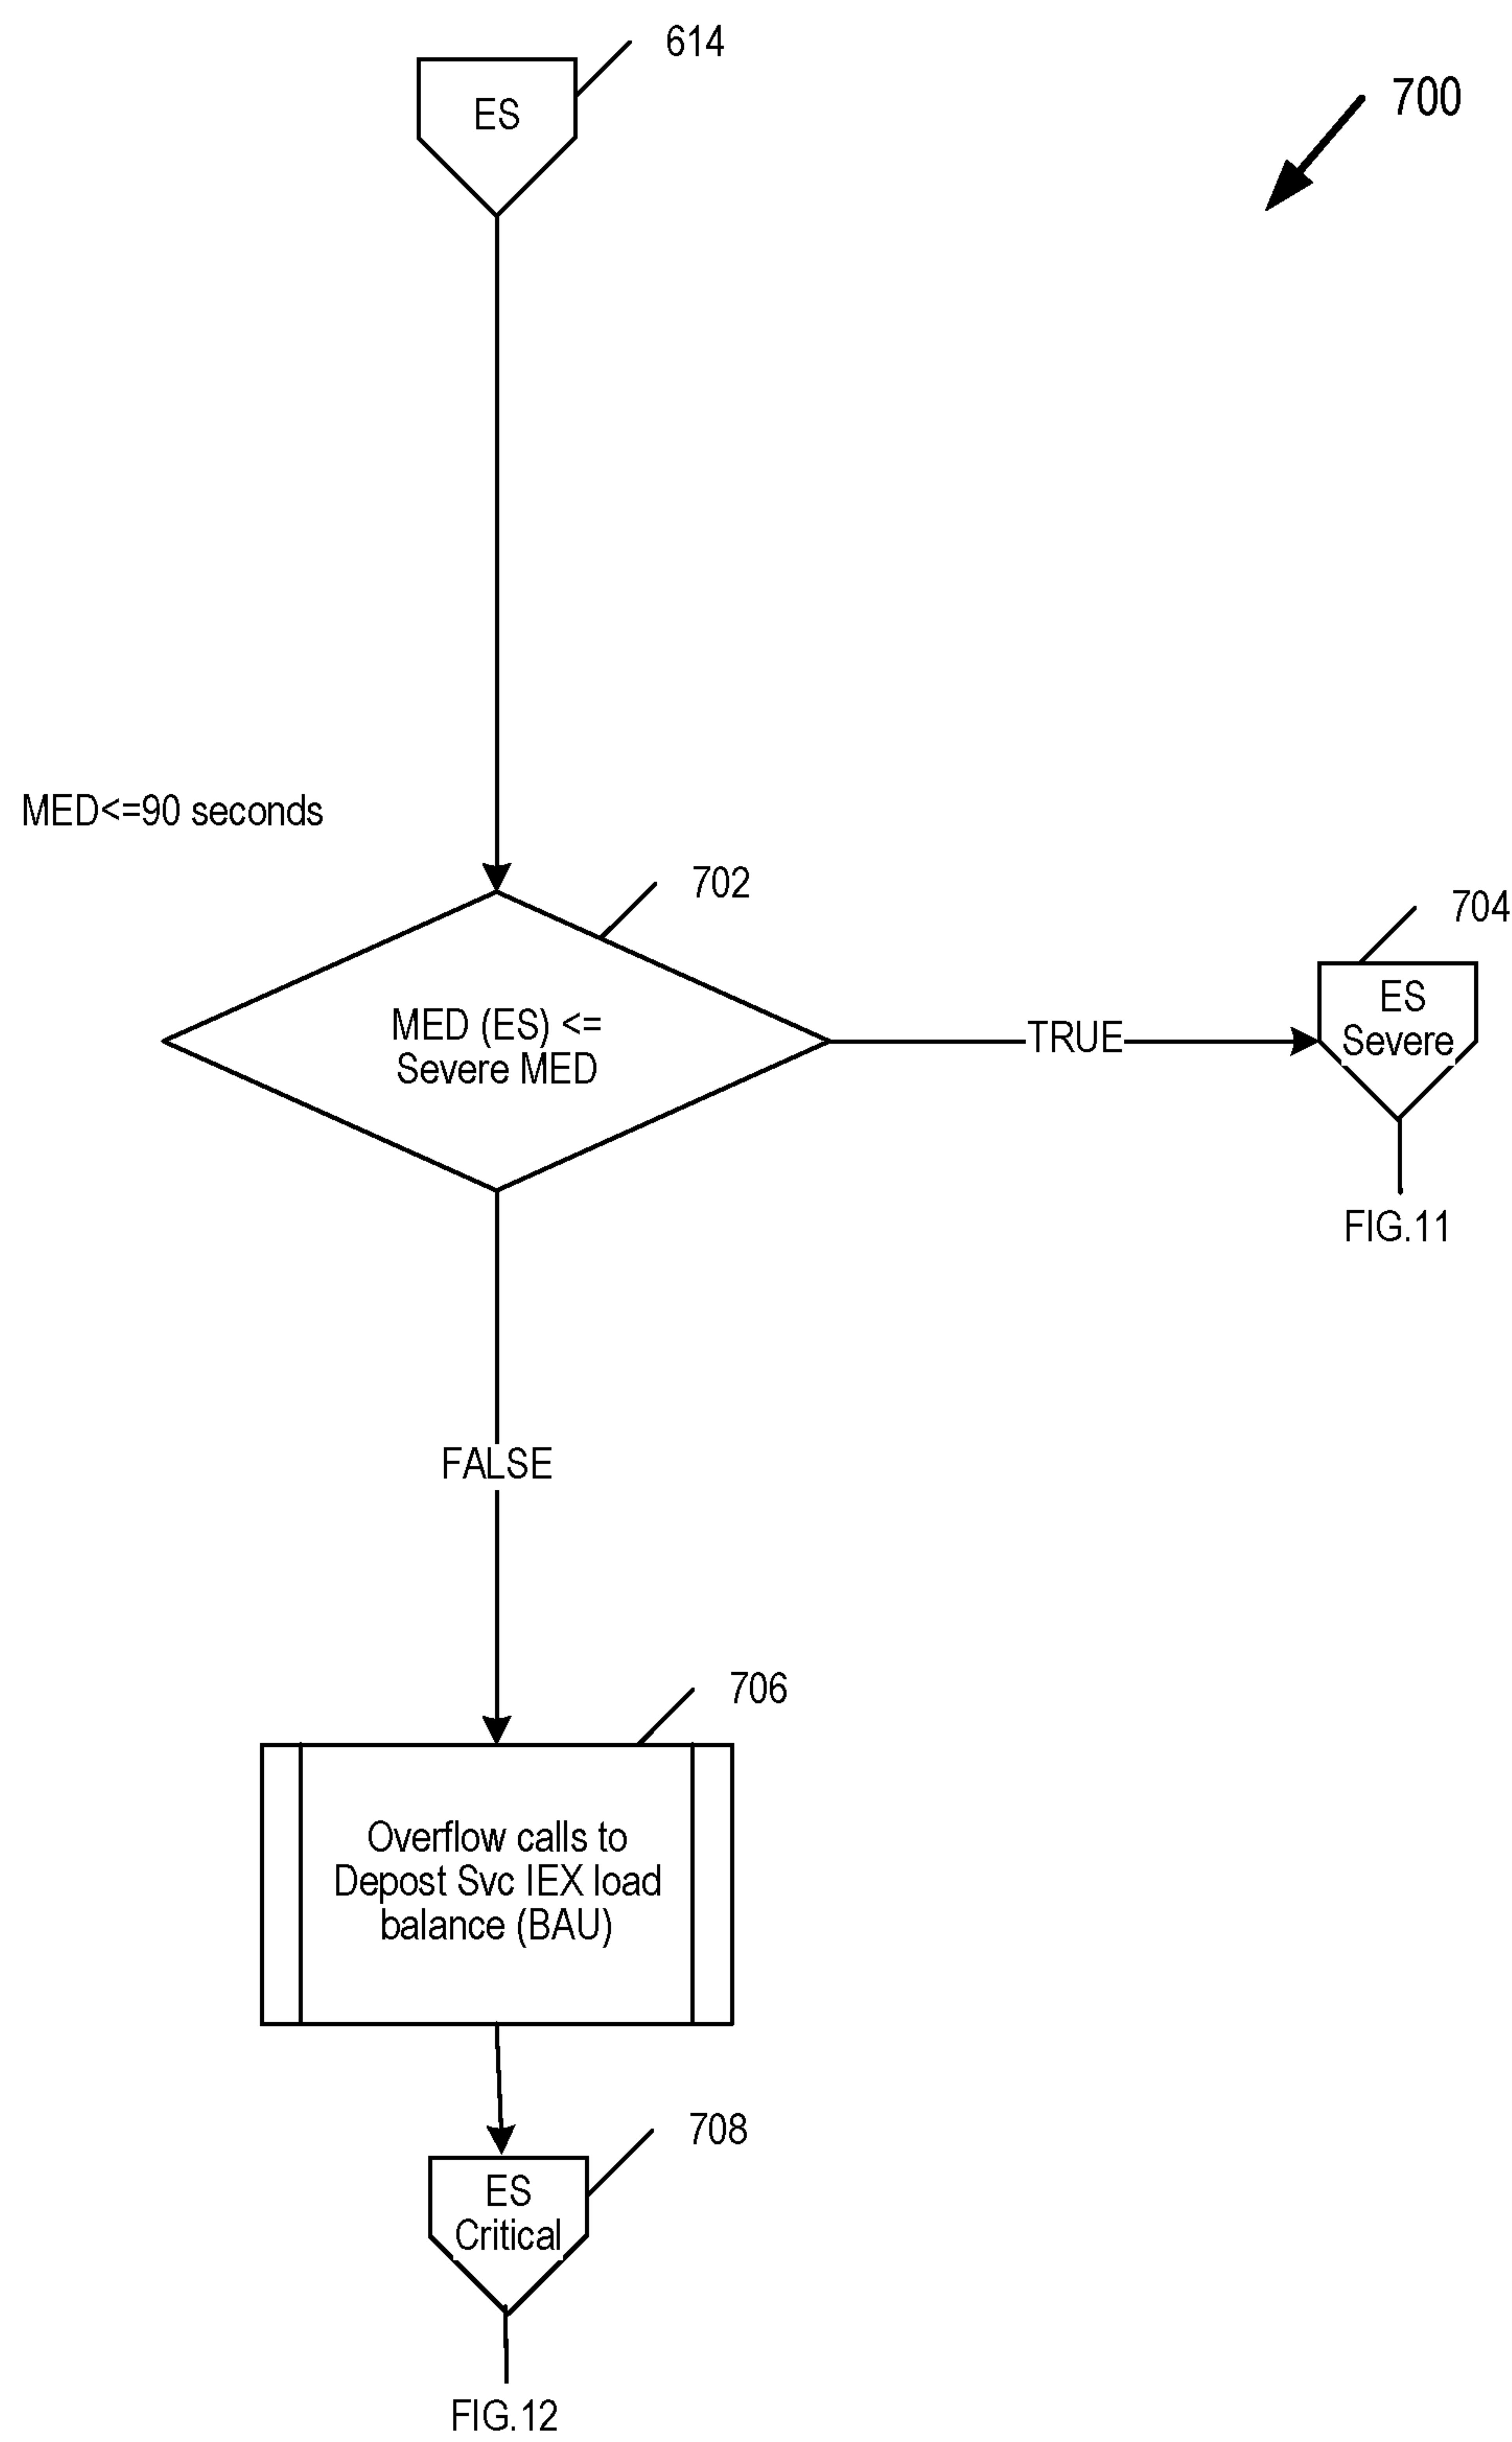 614
ES
700
MED<=90 seconds
702
704
MED (ES) <=
Severe MED
TRUE
ES
Severe
FIG.11
FALSE
706
Overflow calls to
Depost Svc IEX load
balance (BAU)
708
ES
Critical
FIG.12